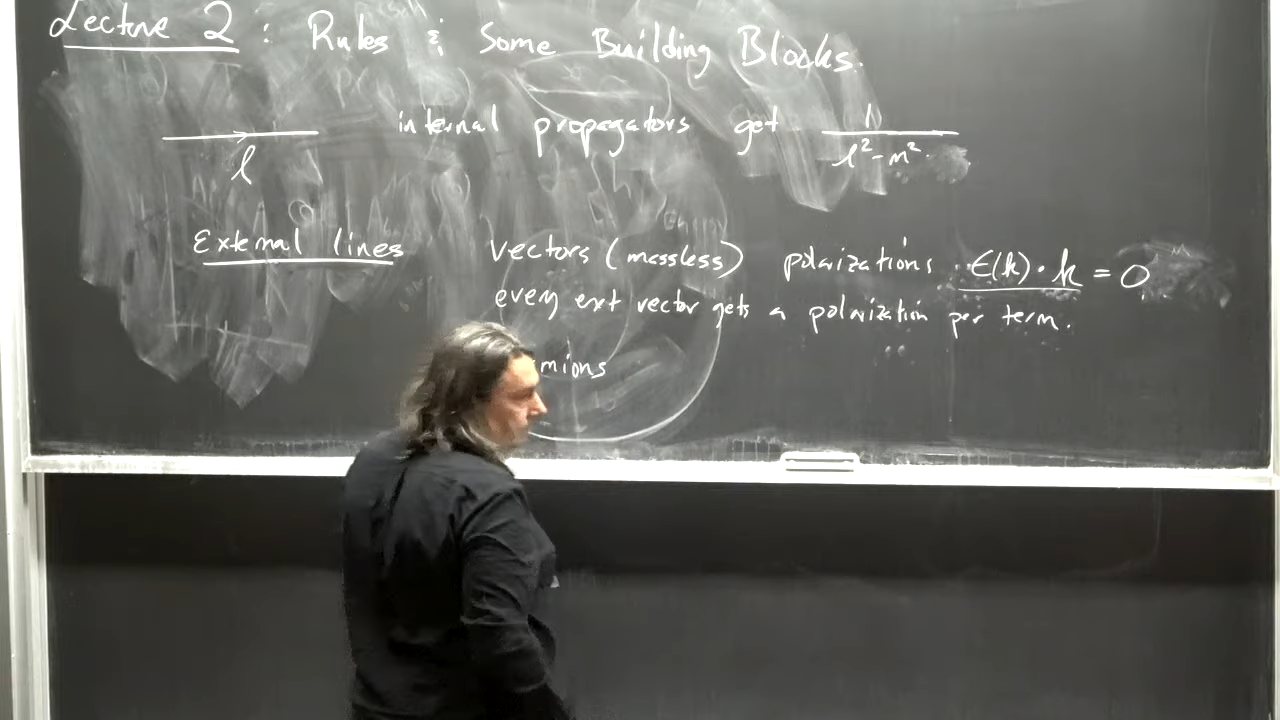 Lecture 2 : Rules & Some Building Blocks.
l internal propagators get 1/(l²-m²)
External lines vectors (massless) polarizations · ε(k)·k = 0
every ext vector gets a polarization per term.
mions